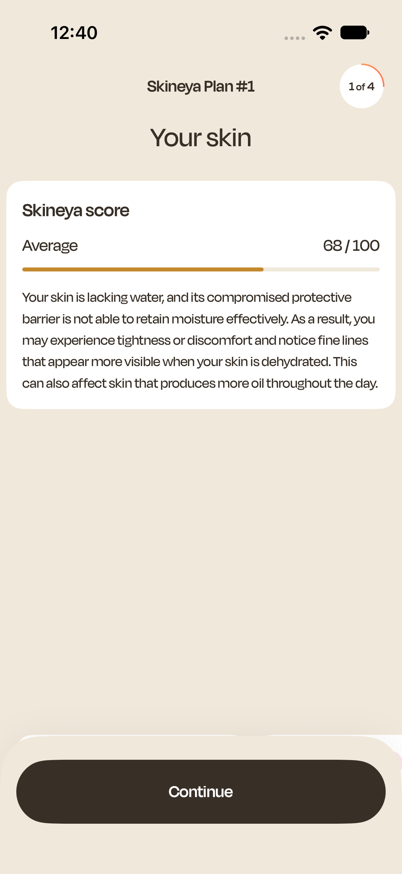 12:40
Skineya Plan #1
1 of 4
Your skin
Skineya score
Average 68 / 100
Your skin is lacking water, and its compromised protective
barrier is not able to retain moisture effectively. As a result, you
may experience tightness or discomfort and notice fine lines
that appear more visible when your skin is dehydrated. This
can also affect skin that produces more oil throughout the day.
Continue